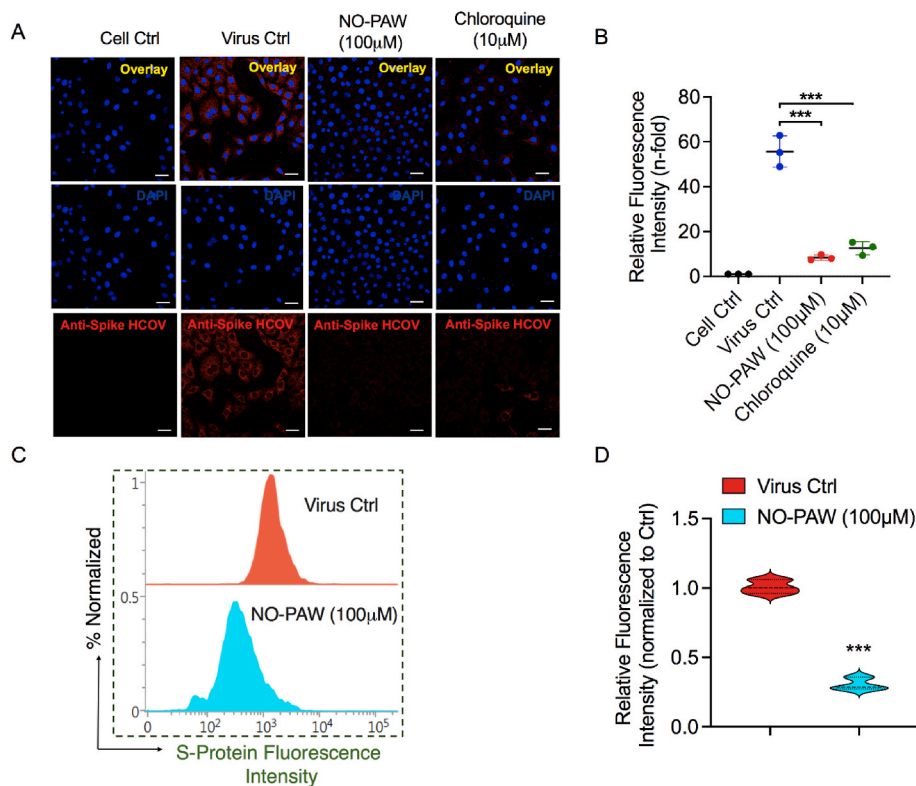 A
Cell Ctrl
Virus Ctrl
NO-PAW
(100µM)
Chloroquine
(10µM)
Overlay
Overlay
Overlay
Overlay
DAPI
DAPI
DAPI
DAPI
Anti-Spike HCOV
Anti-Spike HCOV
Anti-Spike HCOV
Anti-Spike HCOV
B
Relative Fluorescence
Intensity (n-fold)
80
60
40
20
0
***
***
Cell Ctrl
Virus Ctrl
NO-PAW (100µM)
Chloroquine (10µM)
C
% Normalized
1
0.5
Virus Ctrl
NO-PAW (100µM)
0
10²
10³
10⁴
10⁵
S-Protein Fluorescence
Intensity
D
Virus Ctrl
NO-PAW (100µM)
Relative Fluorescence
Intensity (normalized to Ctrl)
1.5
1.0
0.5
0.0
***